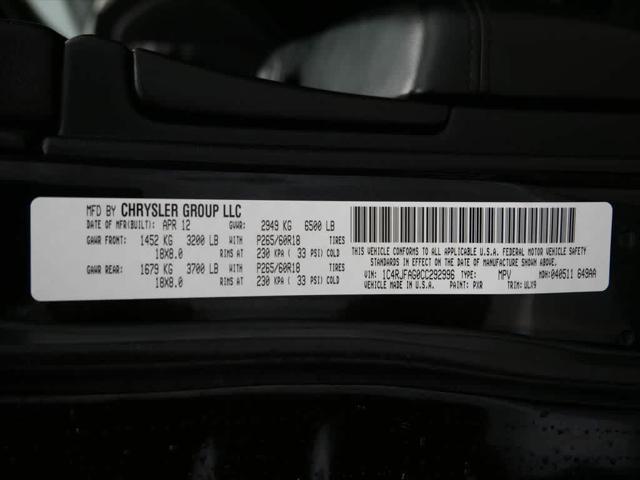 MFD BY CHRYSLER GROUP LLC
DATE OF MFR(BUILT): APR 12 GVWR: 2949 KG 6500 LB
GAWR FRONT: 1452 KG 3200 LB WITH P265/60R18 TIRES
18X8.0 RIMS AT 230 KPA ( 33 PSI) COLD
GAWR REAR: 1679 KG 3700 LB WITH P265/60R18 TIRES
18X8.0 RIMS AT 230 KPA ( 33 PSI) COLD
THIS VEHICLE CONFORMS TO ALL APPLICABLE U.S.A. FEDERAL MOTOR VEHICLE SAFETY
STANDARDS IN EFFECT ON THE DATE OF MANUFACTURE SHOWN ABOVE.
VIN: 1C4RJFAG0CC292996 TYPE: MPV MDH: 040511 649AA
VEHICLE MADE IN U.S.A. PAINT: PXR TRIM: ULX9